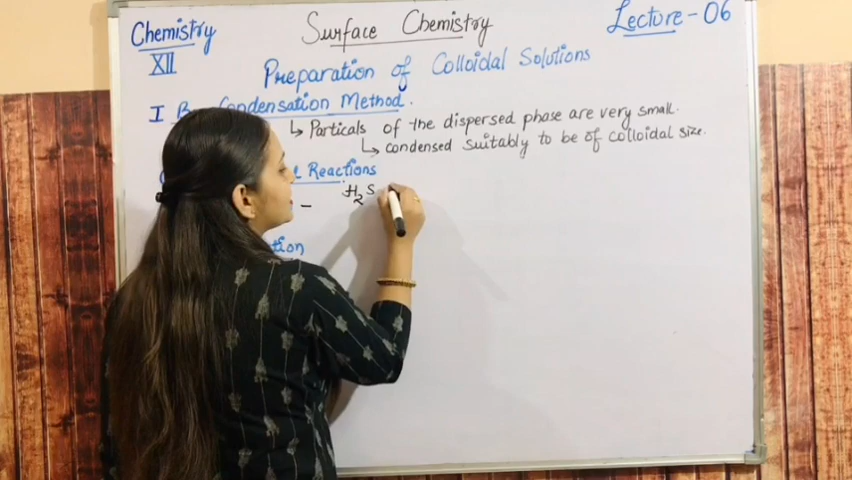 Chemistry Surface Chemistry Lecture - 06
XII
Preparation of Colloidal Solutions
I Condensation Method.
↳ Particals of the dispersed phase are very small.
↳ condensed suitably to be of colloidal size.
Reactions
- H2S